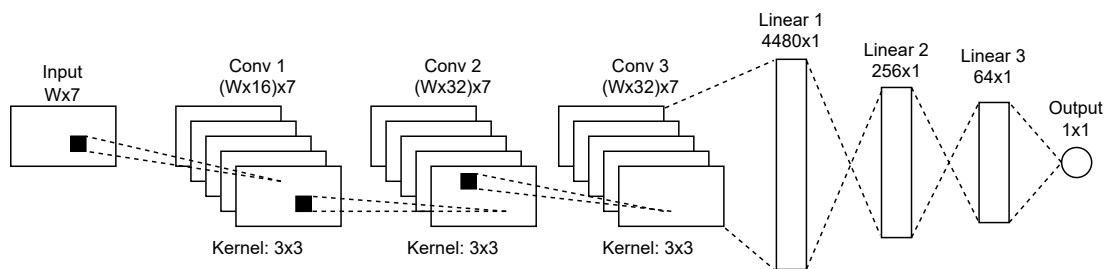 Input
Wx7
Conv 1
(Wx16)x7
Kernel: 3x3
Conv 2
(Wx32)x7
Kernel: 3x3
Conv 3
(Wx32)x7
Kernel: 3x3
Linear 1
4480x1
Linear 2
256x1
Linear 3
64x1
Output
1x1